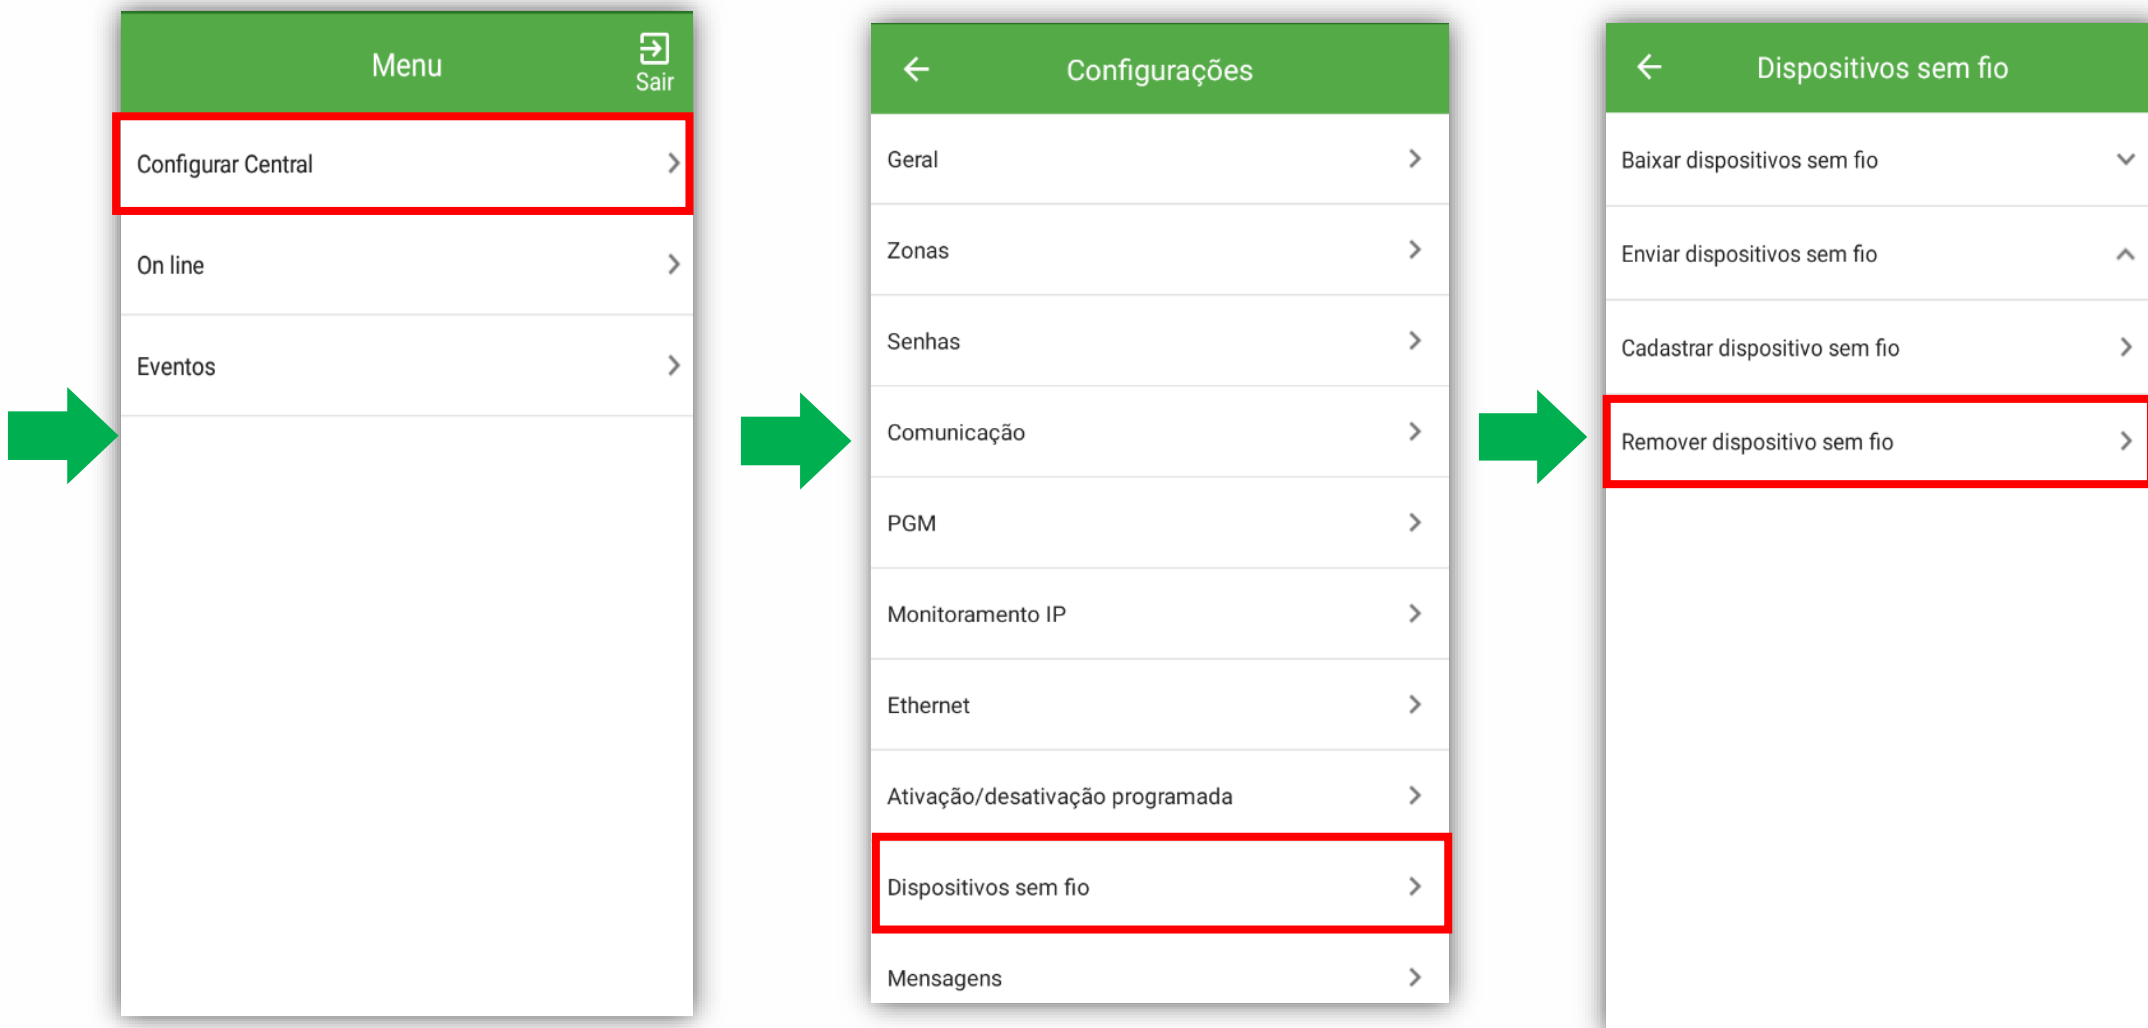 Menu
Sair
Configurar Central
On line
Eventos
Configurações
Geral
Zonas
Senhas
Comunicação
PGM
Monitoramento IP
Ethernet
Ativação/desativação programada
Dispositivos sem fio
Mensagens
Dispositivos sem fio
Baixar dispositivos sem fio
Enviar dispositivos sem fio
Cadastrar dispositivo sem fio
Remover dispositivo sem fio